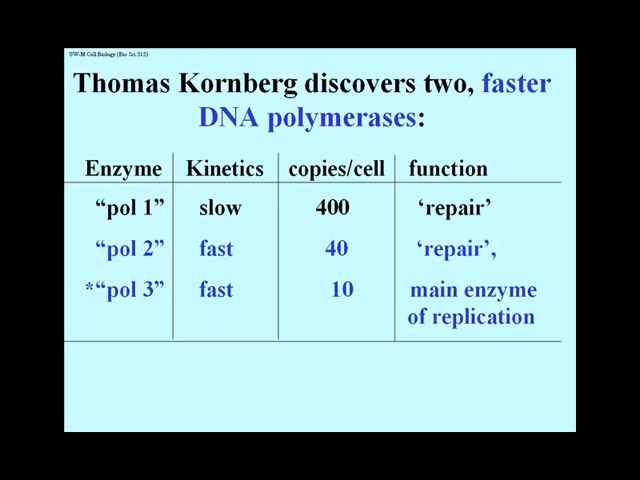 UW-M Cell Biology (Bio Sci 315)
Thomas Kornberg discovers two, faster
DNA polymerases:
Enzyme Kinetics copies/cell function
“pol 1” slow 400 ‘repair’
“pol 2” fast 40 ‘repair’,
*“pol 3” fast 10 main enzyme
of replication